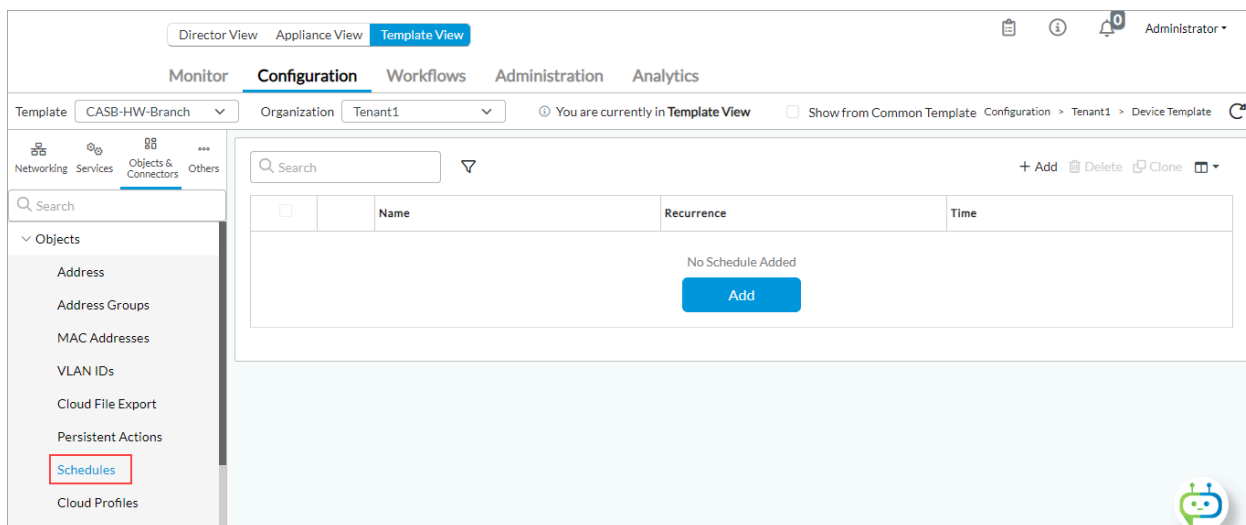 Director View Appliance View Template View 0 Administrator
Monitor Configuration Workflows Administration Analytics
Template CASB-HW-Branch Organization Tenant1 You are currently in Template View Show from Common Template Configuration > Tenant1 > Device Template
Networking Services Objects & Connectors Others
Search
Search + Add Delete Clone
Name Recurrence Time
Objects
No Schedule Added
Address
Add
Address Groups
MAC Addresses
VLAN IDs
Cloud File Export
Persistent Actions
Schedules
Cloud Profiles